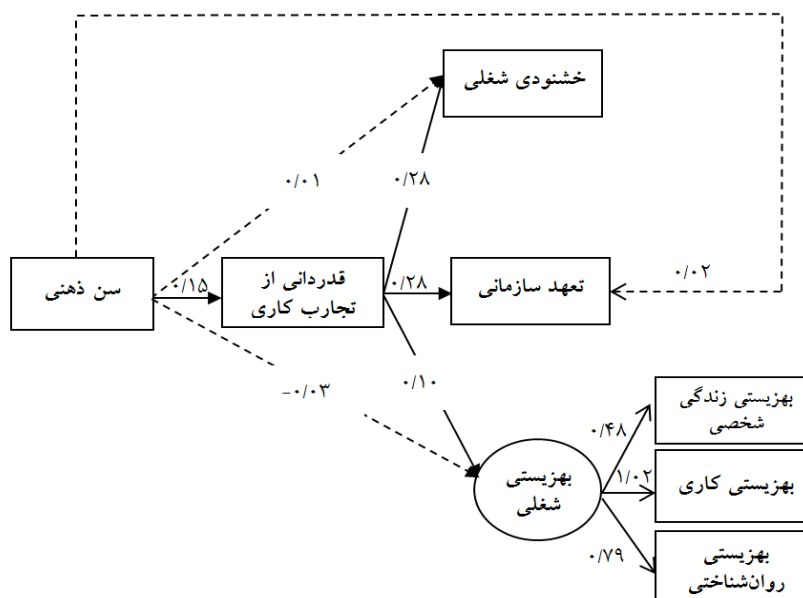 خشنودی شغلی
۰/۰۱
۰/۲۸
سن ذهنی
۰/۱۵
قدردانی از
تجارب کاری
۰/۲۸
تعهد سازمانی
۰/۰۲
-۰/۰۳
۰/۱۰
بهزیستی
شغلی
۰/۴۸
بهزیستی زندگی
شخصی
۱/۰۲
بهزیستی کاری
۰/۷۹
بهزیستی
روان‌شناختی